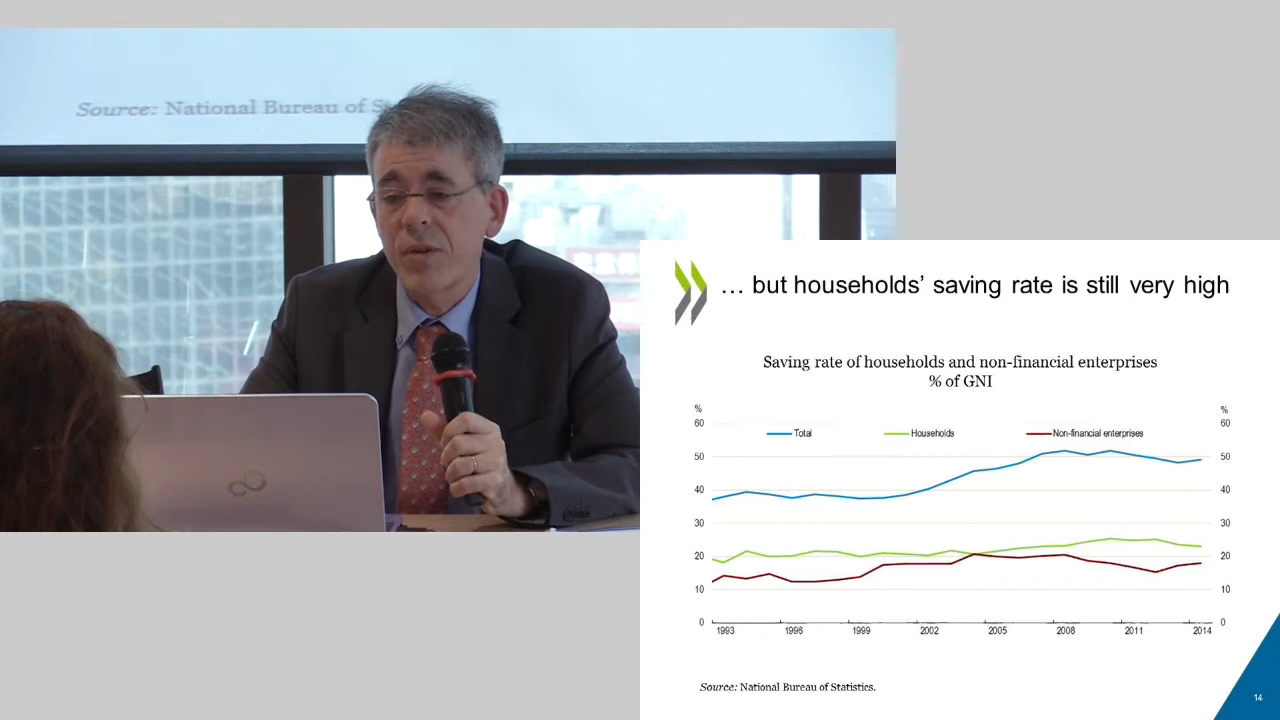 Source: National Bureau of
… but households’ saving rate is still very high
Saving rate of households and non-financial enterprises
% of GNI
% %
60 Total Households Non-financial enterprises 60
50 50
40 40
30 30
20 20
10 10
0 0
1993 1996 1999 2002 2005 2008 2011 2014
Source: National Bureau of Statistics.
14